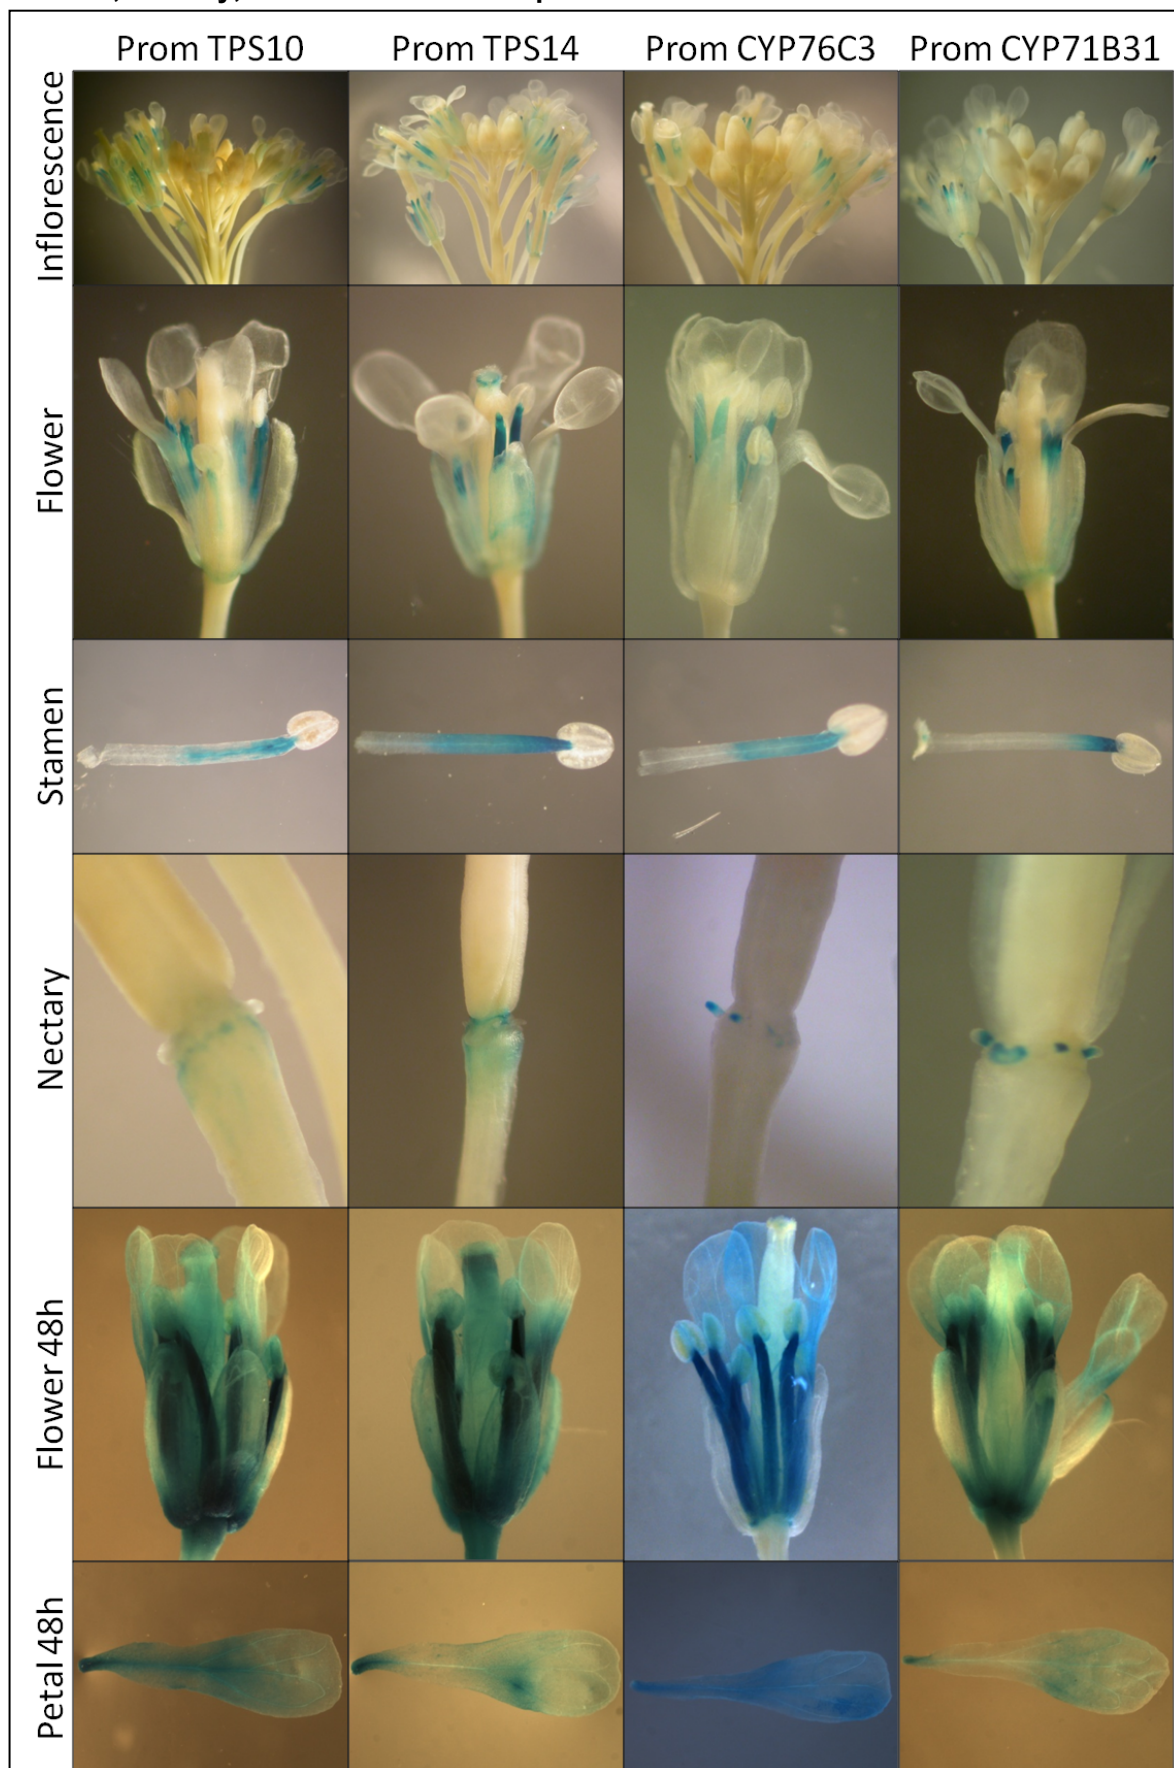 Prom TPS10 Prom TPS14 Prom CYP76C3 Prom CYP71B31
Inflorescence
Flower
Stamen
Nectary
Flower 48h
Petal 48h